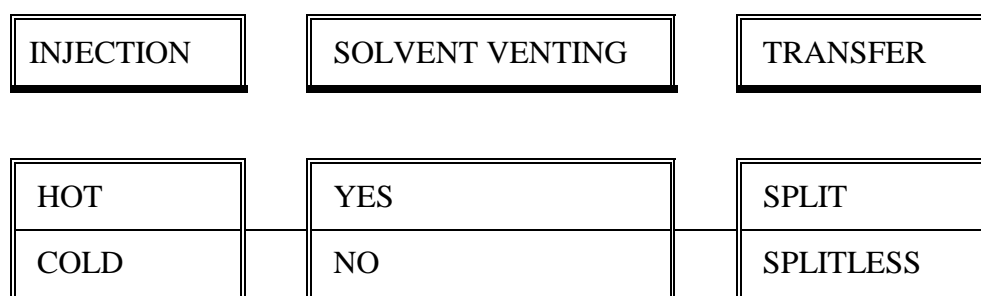 INJECTION
SOLVENT VENTING
TRANSFER
HOT
YES
SPLIT
COLD
NO
SPLITLESS